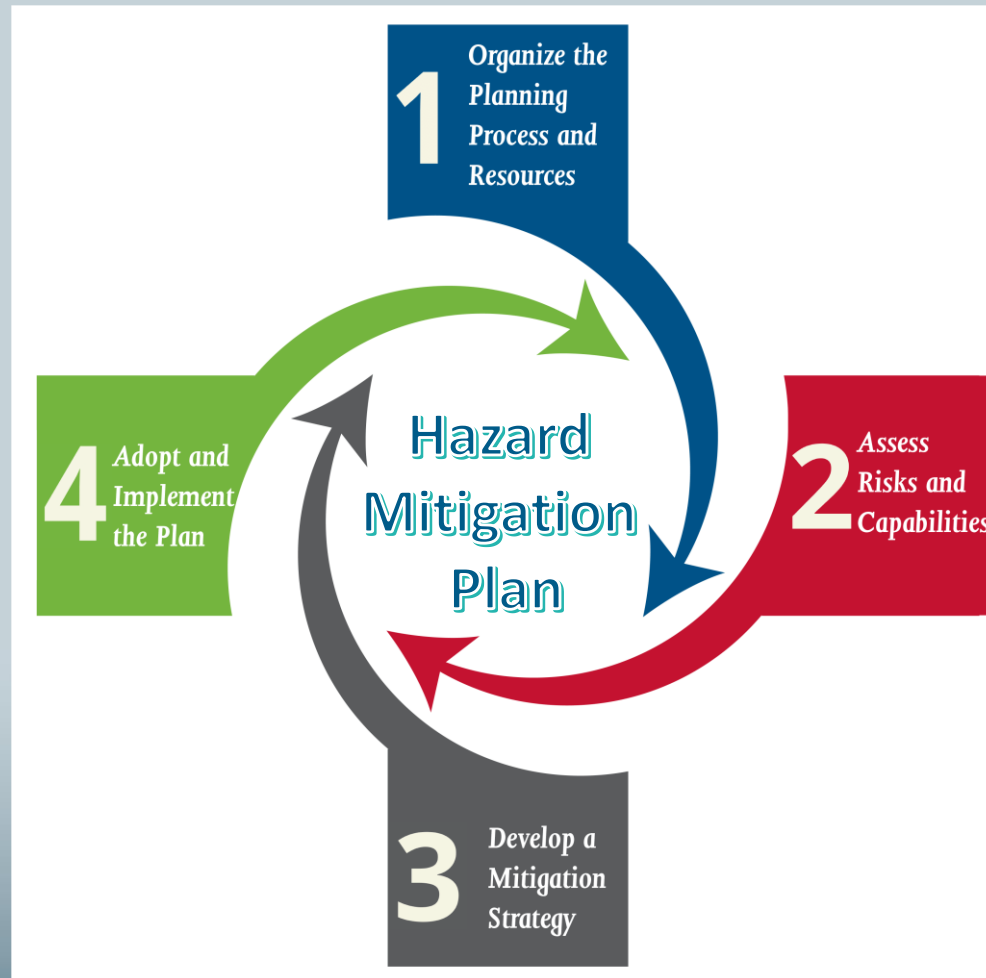 1
Organize the
Planning
Process and
Resources
2
Assess
Risks and
Capabilities
3
Develop a
Mitigation
Strategy
4
Adopt and
Implement
the Plan
Hazard
Mitigation
Plan